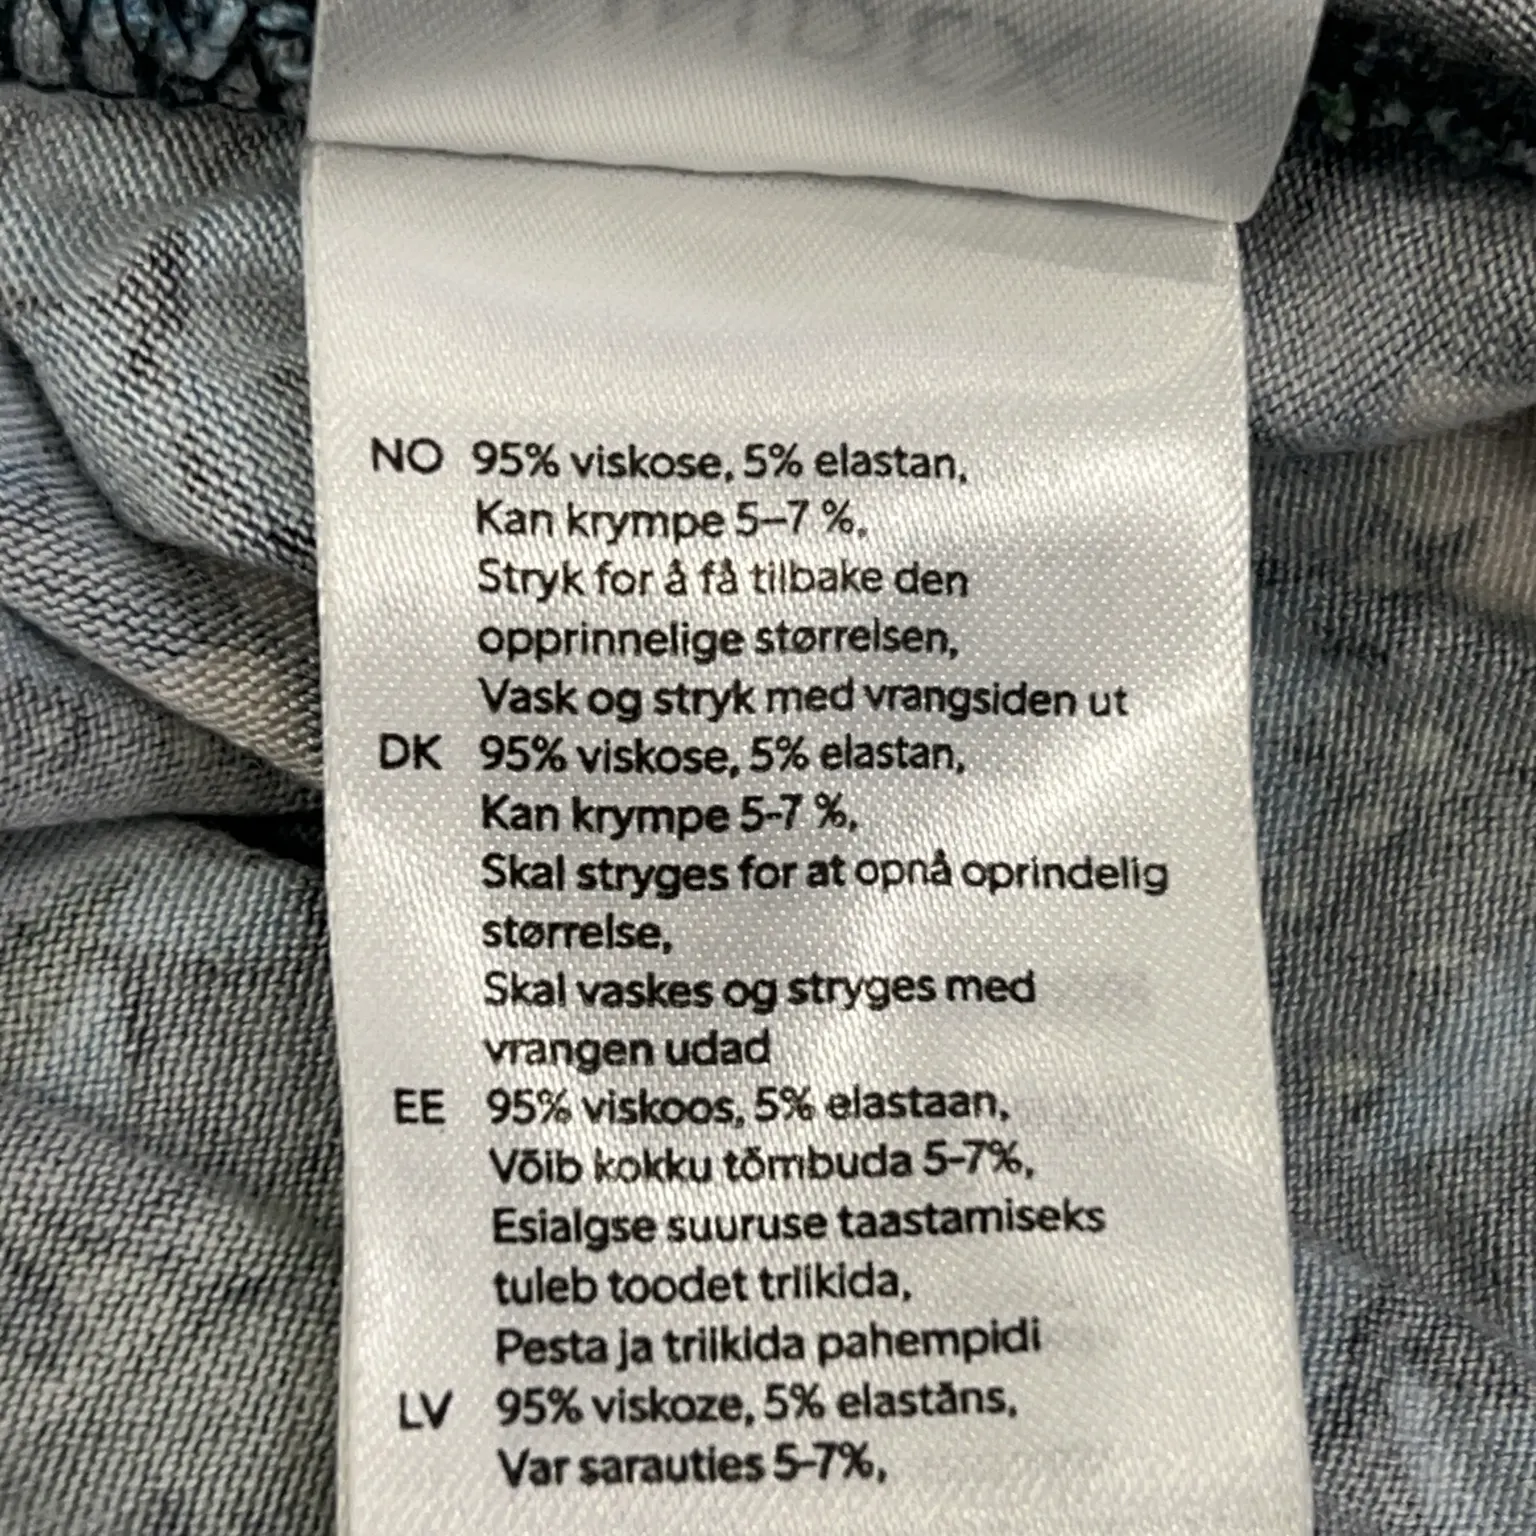 NO 95% viskose, 5% elastan,
Kan krympe 5–7 %,
Stryk for å få tilbake den
opprinnelige størrelsen,
Vask og stryk med vrangsiden ut
DK 95% viskose, 5% elastan,
Kan krympe 5-7 %,
Skal stryges for at opnå oprindelig
størrelse,
Skal vaskes og stryges med
vrangen udad
EE 95% viskoos, 5% elastaan,
Võib kokku tõmbuda 5-7%,
Esialgse suuruse taastamiseks
tuleb toodet triikida,
Pesta ja triikida pahempidi
LV 95% viskoze, 5% elastāns,
Var sarauties 5-7%,